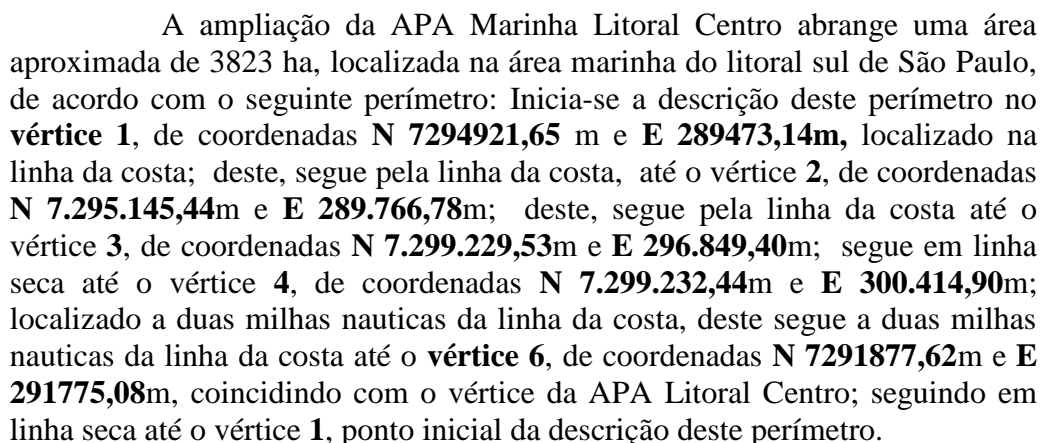 A ampliação da APA Marinha Litoral Centro abrange uma área
aproximada de 3823 ha, localizada na área marinha do litoral sul de São Paulo,
de acordo com o seguinte perímetro: Inicia-se a descrição deste perímetro no
vértice 1, de coordenadas N 7294921,65 m e E 289473,14m, localizado na
linha da costa; deste, segue pela linha da costa, até o vértice 2, de coordenadas
N 7.295.145,44m e E 289.766,78m; deste, segue pela linha da costa até o
vértice 3, de coordenadas N 7.299.229,53m e E 296.849,40m; segue em linha
seca até o vértice 4, de coordenadas N 7.299.232,44m e E 300.414,90m;
localizado a duas milhas nauticas da linha da costa, deste segue a duas milhas
nauticas da linha da costa até o vértice 6, de coordenadas N 7291877,62m e E
291775,08m, coincidindo com o vértice da APA Litoral Centro; seguindo em
linha seca até o vértice 1, ponto inicial da descrição deste perímetro.